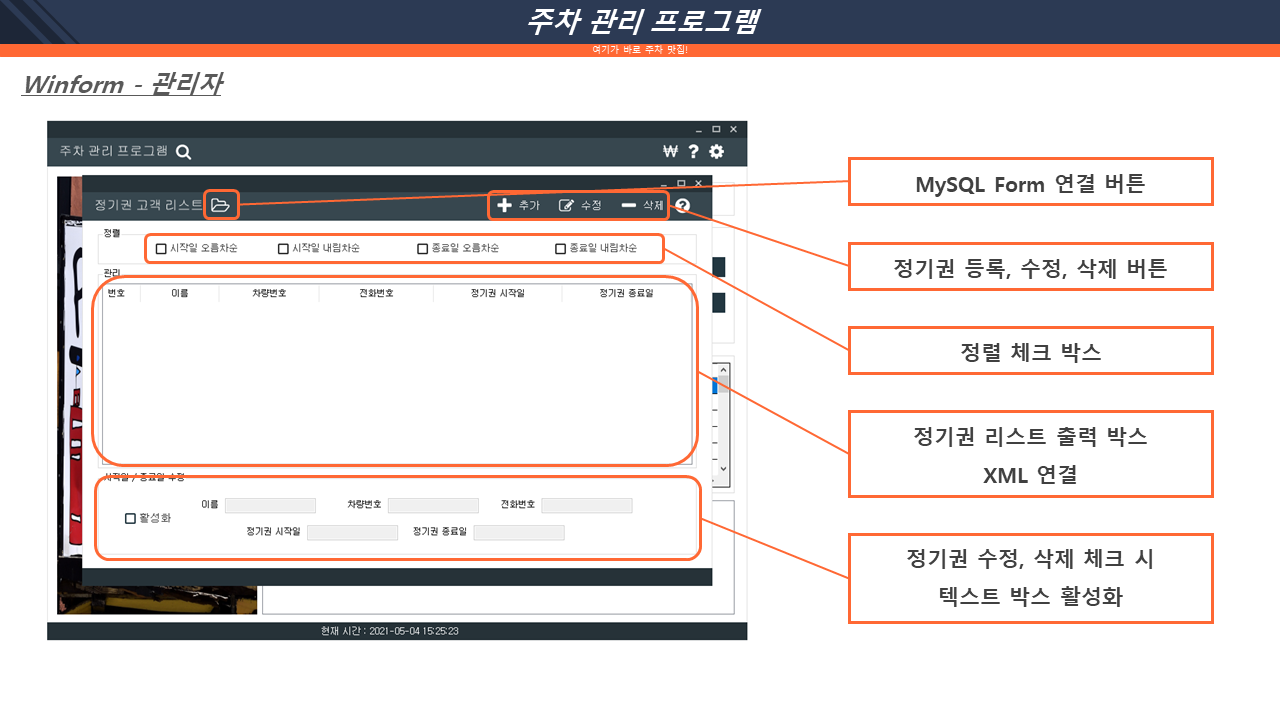 주차 관리 프로그램
여기가 바로 주차 맛집!
Winform - 관리자
주차 관리 프로그램
정기권 고객 리스트
추가 수정 삭제
정렬
시작일 오름차순 시작일 내림차순 종료일 오름차순 종료일 내림차순
관리
번호 이름 차량번호 전화번호 정기권 시작일 정기권 종료일
시작일 / 종료일 수정
이름 차량번호 전화번호
활성화
정기권 시작일 정기권 종료일
현재 시간 : 2021-05-04 15:25:23
MySQL Form 연결 버튼
정기권 등록, 수정, 삭제 버튼
정렬 체크 박스
정기권 리스트 출력 박스
XML 연결
정기권 수정, 삭제 체크 시
텍스트 박스 활성화